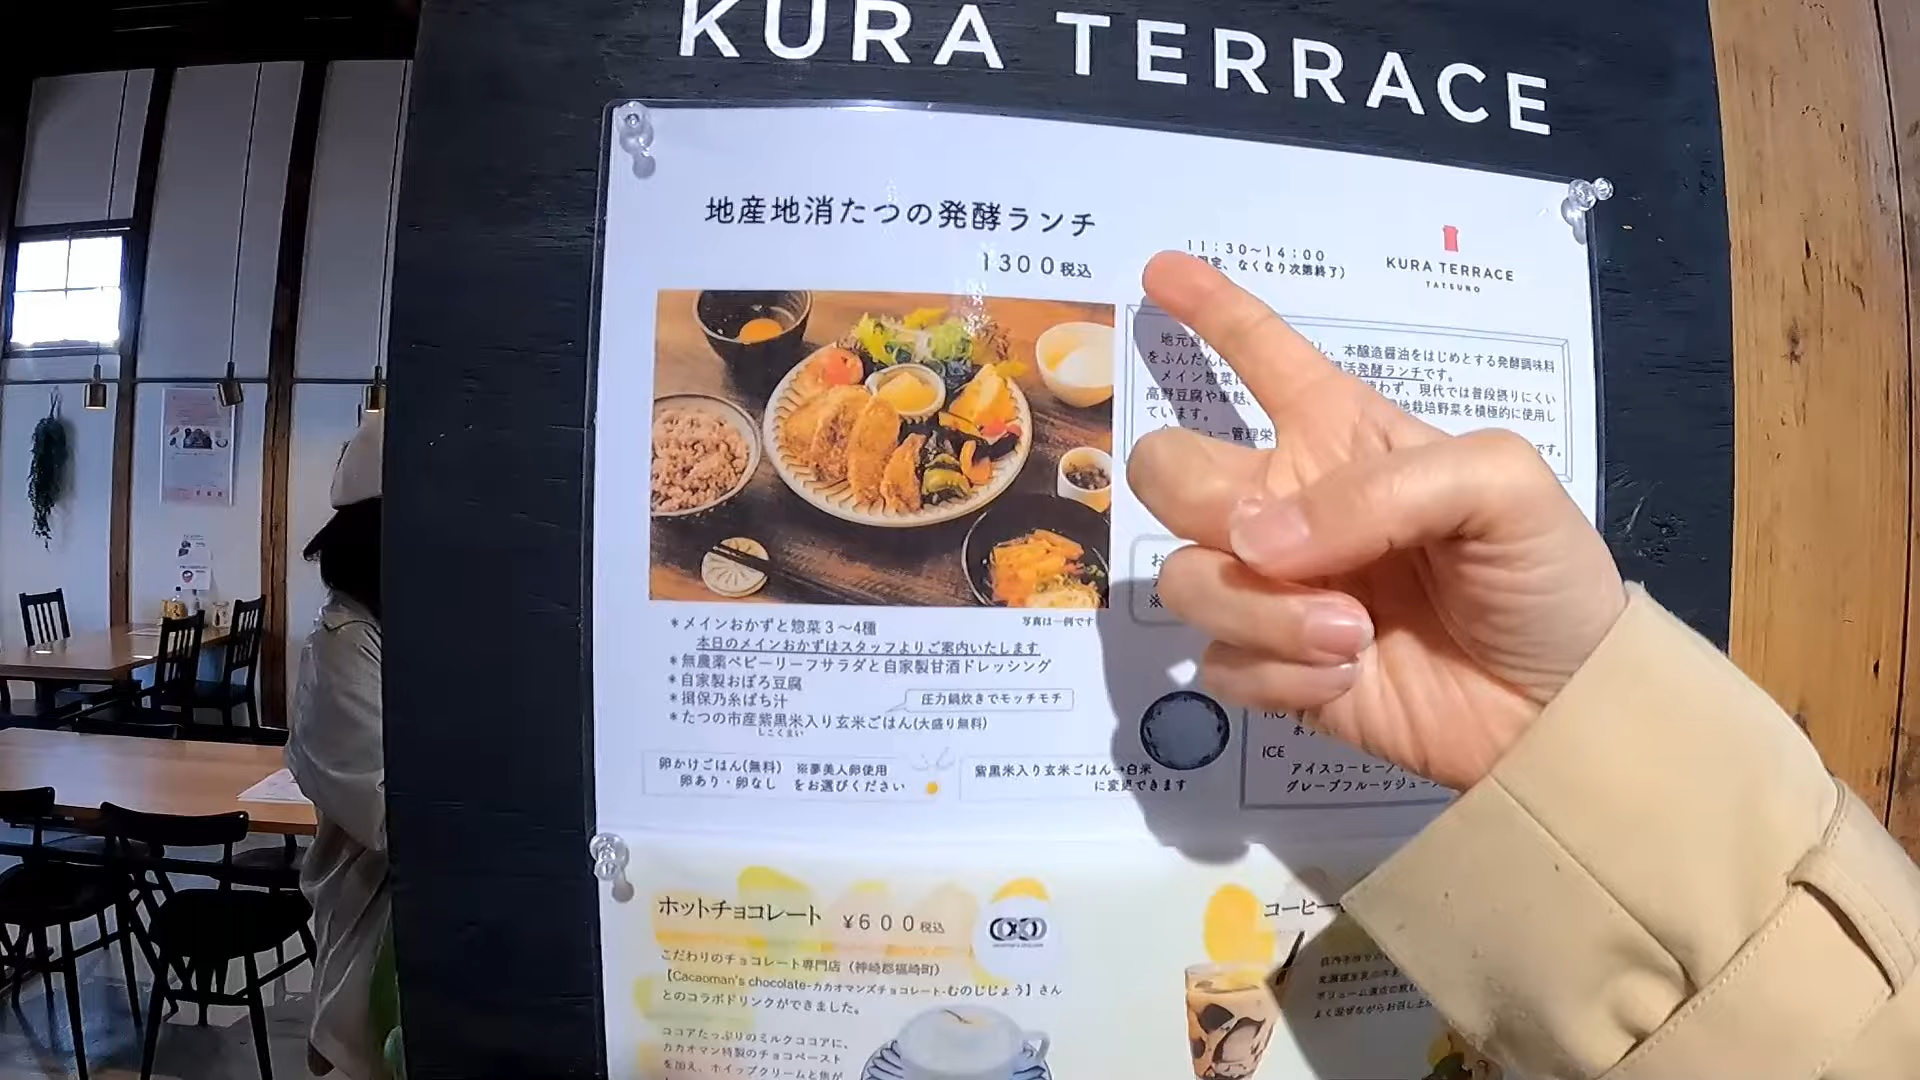 KURA TERRACE
地産地消たつの発酵ランチ
1300税込
11:30~14:00
定、なくなり次第終了)
KURA TERRACE
TATSUNO
地元食
し、本醸造醤油をはじめとする発酵調味料
をふんだんに
活発酵ランチです。
メイン惣菜に
使わず、現代では普段摂りにくい
高野豆腐や車麩、
地栽培野菜を積極的に使用し
ています。
ニュー管理栄
です。
写真は一例です
*メインおかずと惣菜3~4種
本日のメインおかずはスタッフよりご案内いたします
*無農薬ベビーリーフサラダと自家製甘酒ドレッシング
*自家製おぼろ豆腐
*揖保乃糸ばち汁
圧力鍋炊きでモッチモチ
*たつの市産紫黒米入り玄米ごはん(大盛り無料)
しこくまい
卵かけごはん(無料) ※夢美人卵使用
卵あり・卵なし をお選びください
紫黒米入り玄米ごはん→白米
に変更できます
お
※
ICE
アイスコーヒー
グレープフルーツジュー
ホットチョコレート ¥600税込
こだわりのチョコレート専門店(神崎郡福崎町)
【Cacaoman's chocolate-カカオマンズチョコレート-むのじじょう】さん
とのコラボドリンクができました。
ココアたっぷりのミルクココアに、
カカオマン特製のチョコペースト
を加え、ホイップクリームと焦が
コーヒー